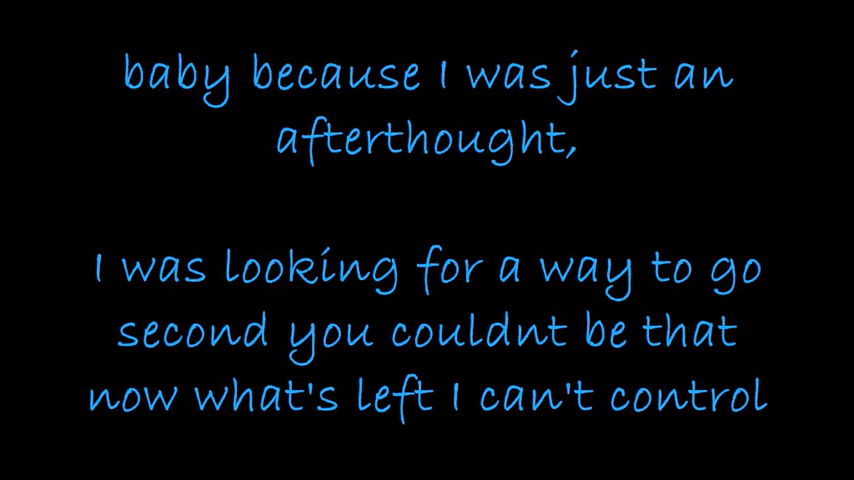 baby because I was just an
afterthought,
I was looking for a way to go
second you couldnt be that
now what's left I can't control